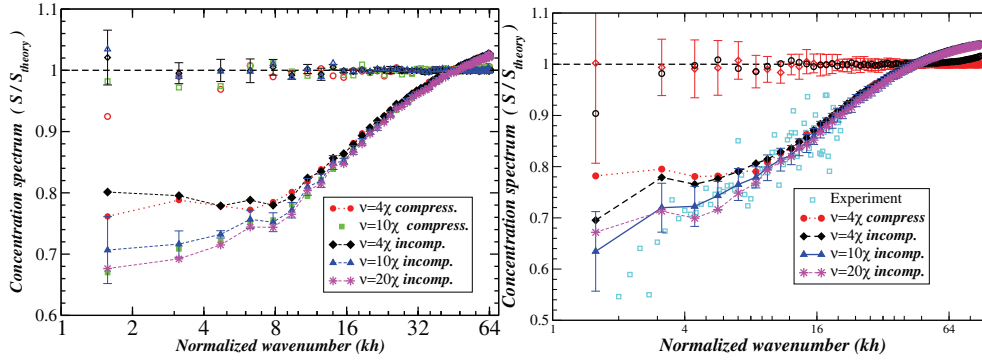 1.1
1
0.9
0.8
0.7
0.6
Concentration spectrum ( S / S_theory )
1 2 4 8 16 32 64
Normalized wavenumber (kh)
ν=4χ compress.
ν=10χ compress.
ν=4χ incomp.
ν=10χ incomp.
ν=20χ incomp.
1.1
1
0.9
0.8
0.7
0.6
0.5
Concentration spectrum ( S / S_theory )
1 4 16 64
Normalized wavenumber (kh)
Experiment
ν=4χ compress
ν=4χ incomp.
ν=10χ incomp.
ν=20χ incomp.